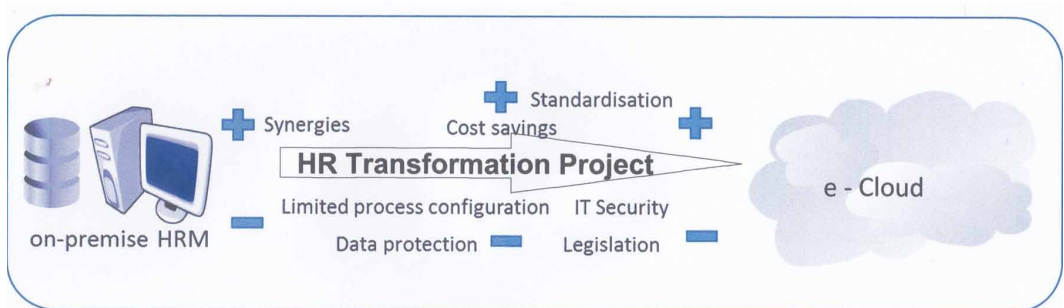 Standardisation
Synergies
Cost savings
HR Transformation Project
e - Cloud
Limited process configuration
IT Security
on-premise HRM
Data protection
Legislation